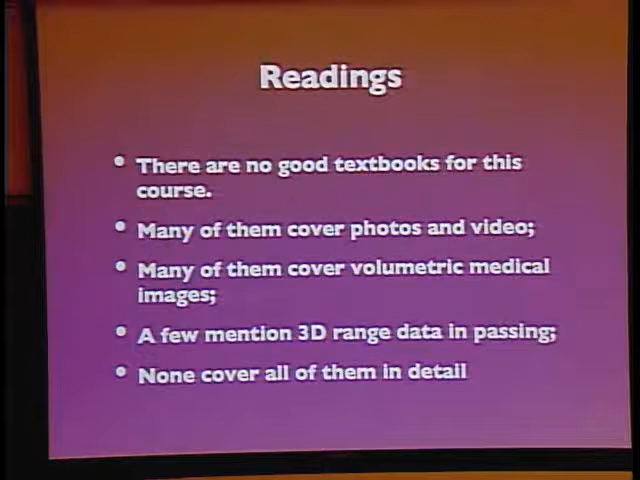 Readings
• There are no good textbooks for this
course.
• Many of them cover photos and video;
• Many of them cover volumetric medical
images;
• A few mention 3D range data in passing;
• None cover all of them in detail